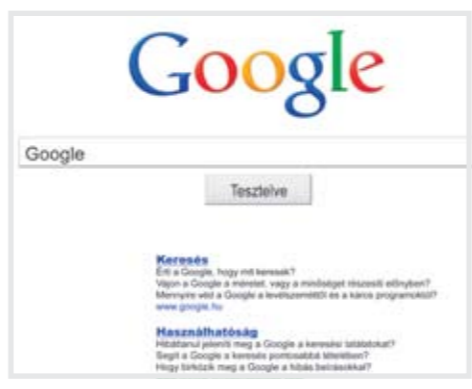 Google
Google
Tesztelve
Keresés
Érti a Google, hogy mit keresek?
Vajon a Google a méretet, vagy a minőséget részesíti előnyben?
Mennyire véd a Google a levélszeméttől és a káros programoktól?
www.google.hu
Használhatóság
Hibátlanul jeleníti meg a Google a keresési találatokat?
Segít a Google a keresés pontosabbá tételében?
Hogy birkózik meg a Google a hibás beírásokkal?